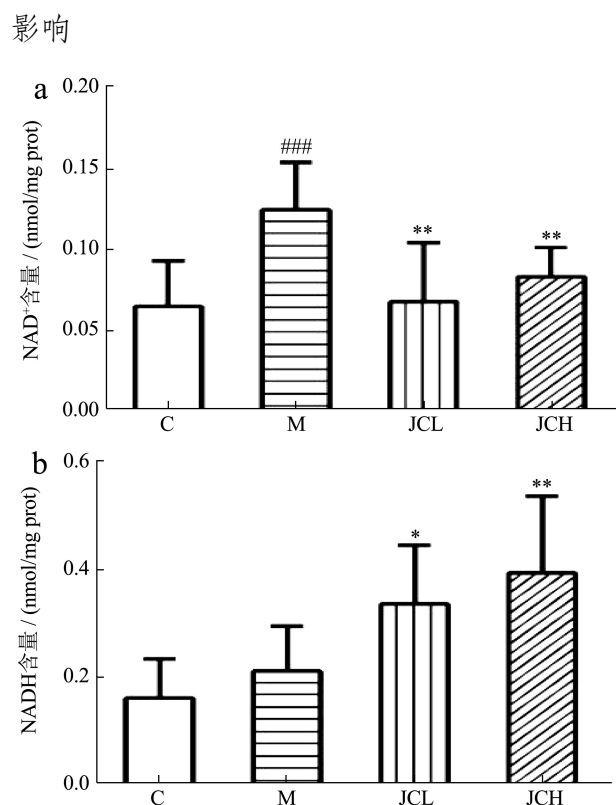 影响
a
NAD⁺含量 / (nmol/mg prot)
0.20
0.15
0.10
0.05
0.00
###
**
**
C M JCL JCH
b
NADH含量 / (nmol/mg prot)
0.6
0.4
0.2
0.0
*
**
C M JCL JCH